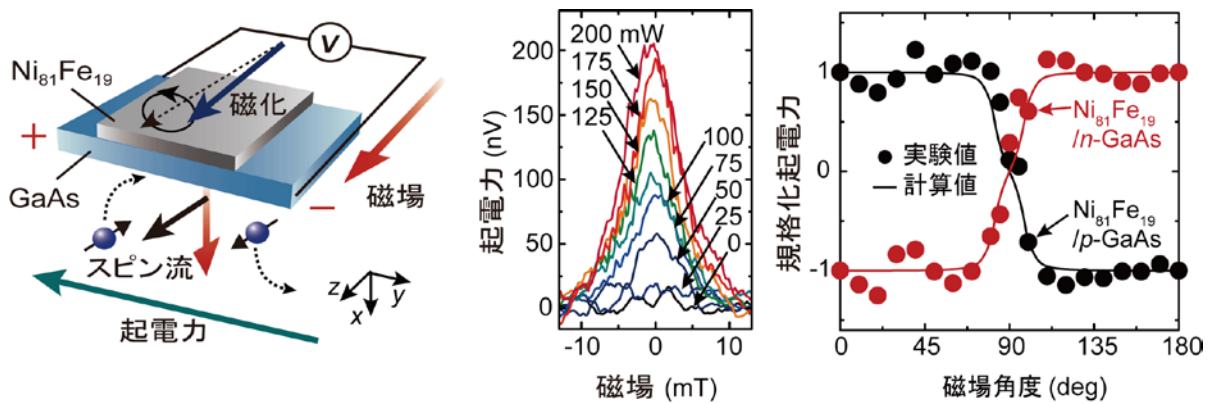 V
Ni81Fe19
磁化
+
GaAs
−
磁場
スピン流
z
y
x
起電力
起電力 (nV)
200
150
100
50
0
200 mW
175
150
125
100
75
50
25
0
-10
0
10
磁場 (mT)
規格化起電力
1
0
-1
Ni81Fe19
/n-GaAs
実験値
計算値
Ni81Fe19
/p-GaAs
0
45
90
135
180
磁場角度 (deg)